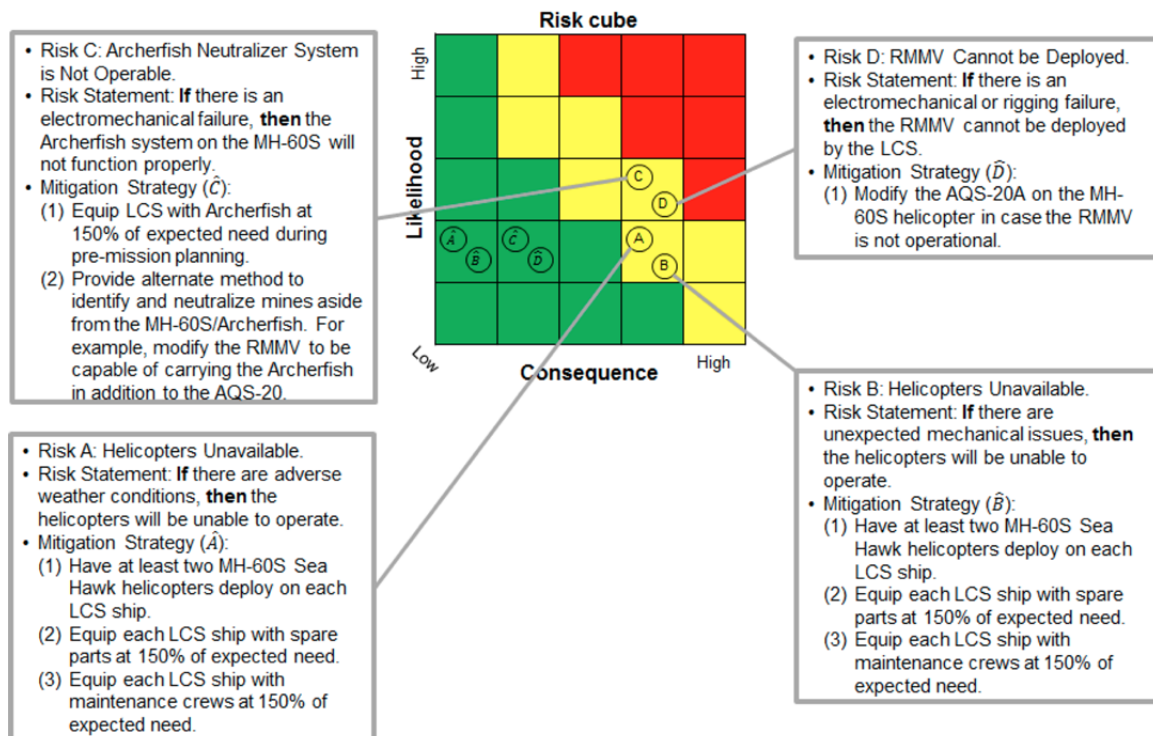 Risk cube
• Risk C: Archerfish Neutralizer System
is Not Operable.
• Risk Statement: If there is an
electromechanical failure, then the
Archerfish system on the MH-60S will
not function properly.
• Mitigation Strategy (Ĉ):
(1) Equip LCS with Archerfish at
150% of expected need during
pre-mission planning.
(2) Provide alternate method to
identify and neutralize mines aside
from the MH-60S/Archerfish. For
example, modify the RMMV to be
capable of carrying the Archerfish
in addition to the AQS-20.
High
Likelihood
Low
Consequence
High
C
D
Â
B̂
Ĉ
D̂
A
B
• Risk D: RMMV Cannot be Deployed.
• Risk Statement: If there is an
electromechanical or rigging failure,
then the RMMV cannot be deployed
by the LCS.
• Mitigation Strategy (D̂):
(1) Modify the AQS-20A on the MH-
60S helicopter in case the RMMV
is not operational.
• Risk A: Helicopters Unavailable.
• Risk Statement: If there are adverse
weather conditions, then the
helicopters will be unable to operate.
• Mitigation Strategy (Â):
(1) Have at least two MH-60S Sea
Hawk helicopters deploy on each
LCS ship.
(2) Equip each LCS ship with spare
parts at 150% of expected need.
(3) Equip each LCS ship with
maintenance crews at 150% of
expected need.
• Risk B: Helicopters Unavailable.
• Risk Statement: If there are
unexpected mechanical issues, then
the helicopters will be unable to
operate.
• Mitigation Strategy (B̂):
(1) Have at least two MH-60S Sea
Hawk helicopters deploy on each
LCS ship.
(2) Equip each LCS ship with spare
parts at 150% of expected need.
(3) Equip each LCS ship with
maintenance crews at 150% of
expected need.